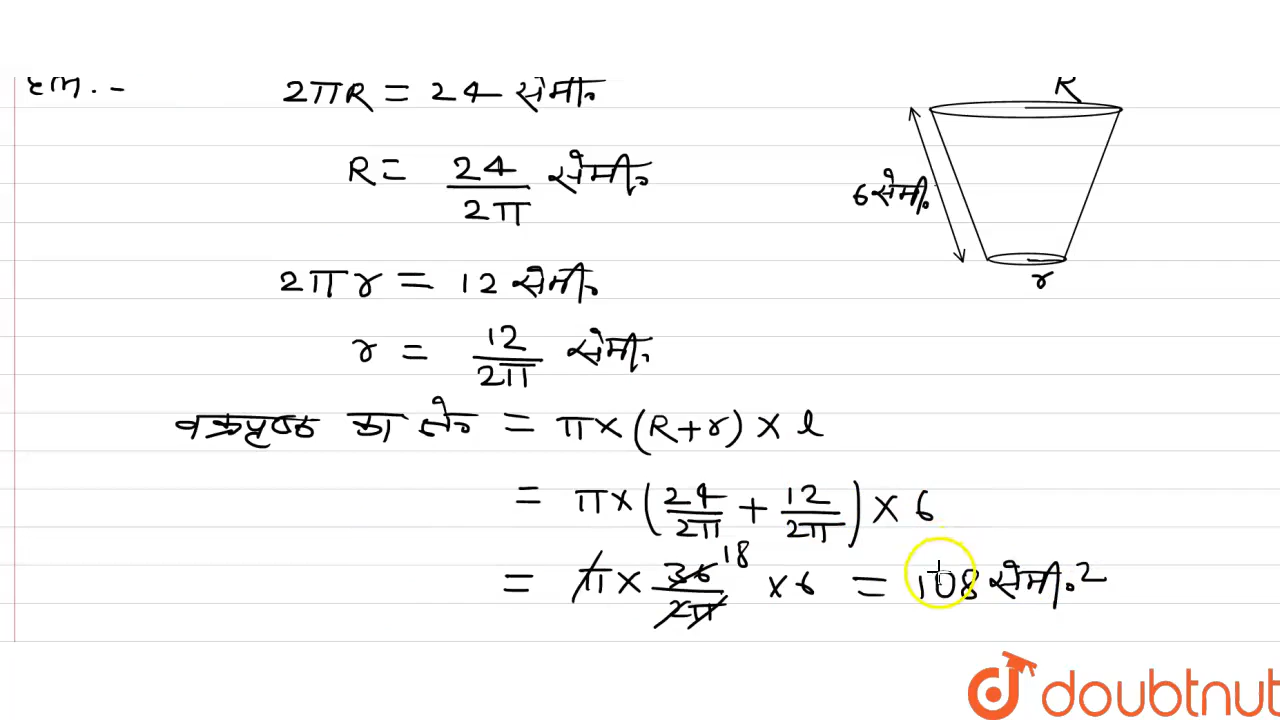 हल. -
2πR = 24 सेमी.
R
R = 24/2π सेमी.
6 सेमी.
2πr = 12 सेमी.
r
r = 12/2π सेमी.
वक्रपृष्ठ का क्षे॰ = π × (R+r) × l
= π × (24/2π + 12/2π) × 6
= π × 36/2π 18 × 6 = 108 सेमी.²
doubtnut